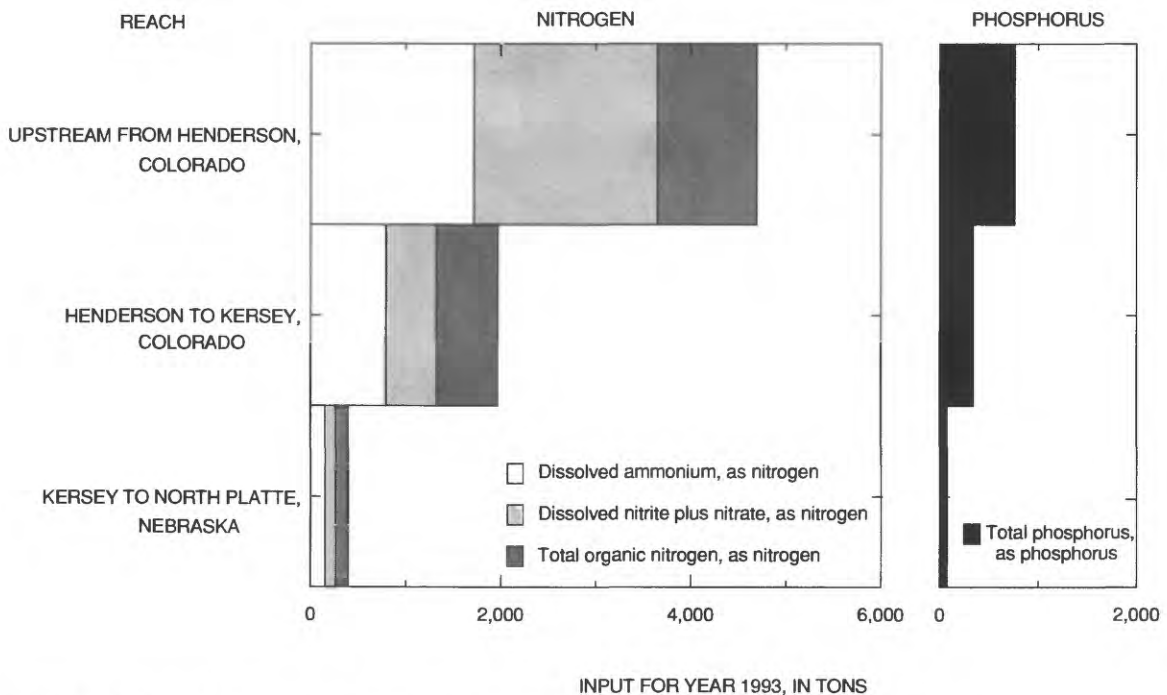 REACH
NITROGEN
PHOSPHORUS
UPSTREAM FROM HENDERSON,
COLORADO
HENDERSON TO KERSEY,
COLORADO
KERSEY TO NORTH PLATTE,
NEBRASKA
Dissolved ammonium, as nitrogen
Dissolved nitrite plus nitrate, as nitrogen
Total organic nitrogen, as nitrogen
Total phosphorus,
as phosphorus
0 2,000 4,000 6,000
0 2,000
INPUT FOR YEAR 1993, IN TONS